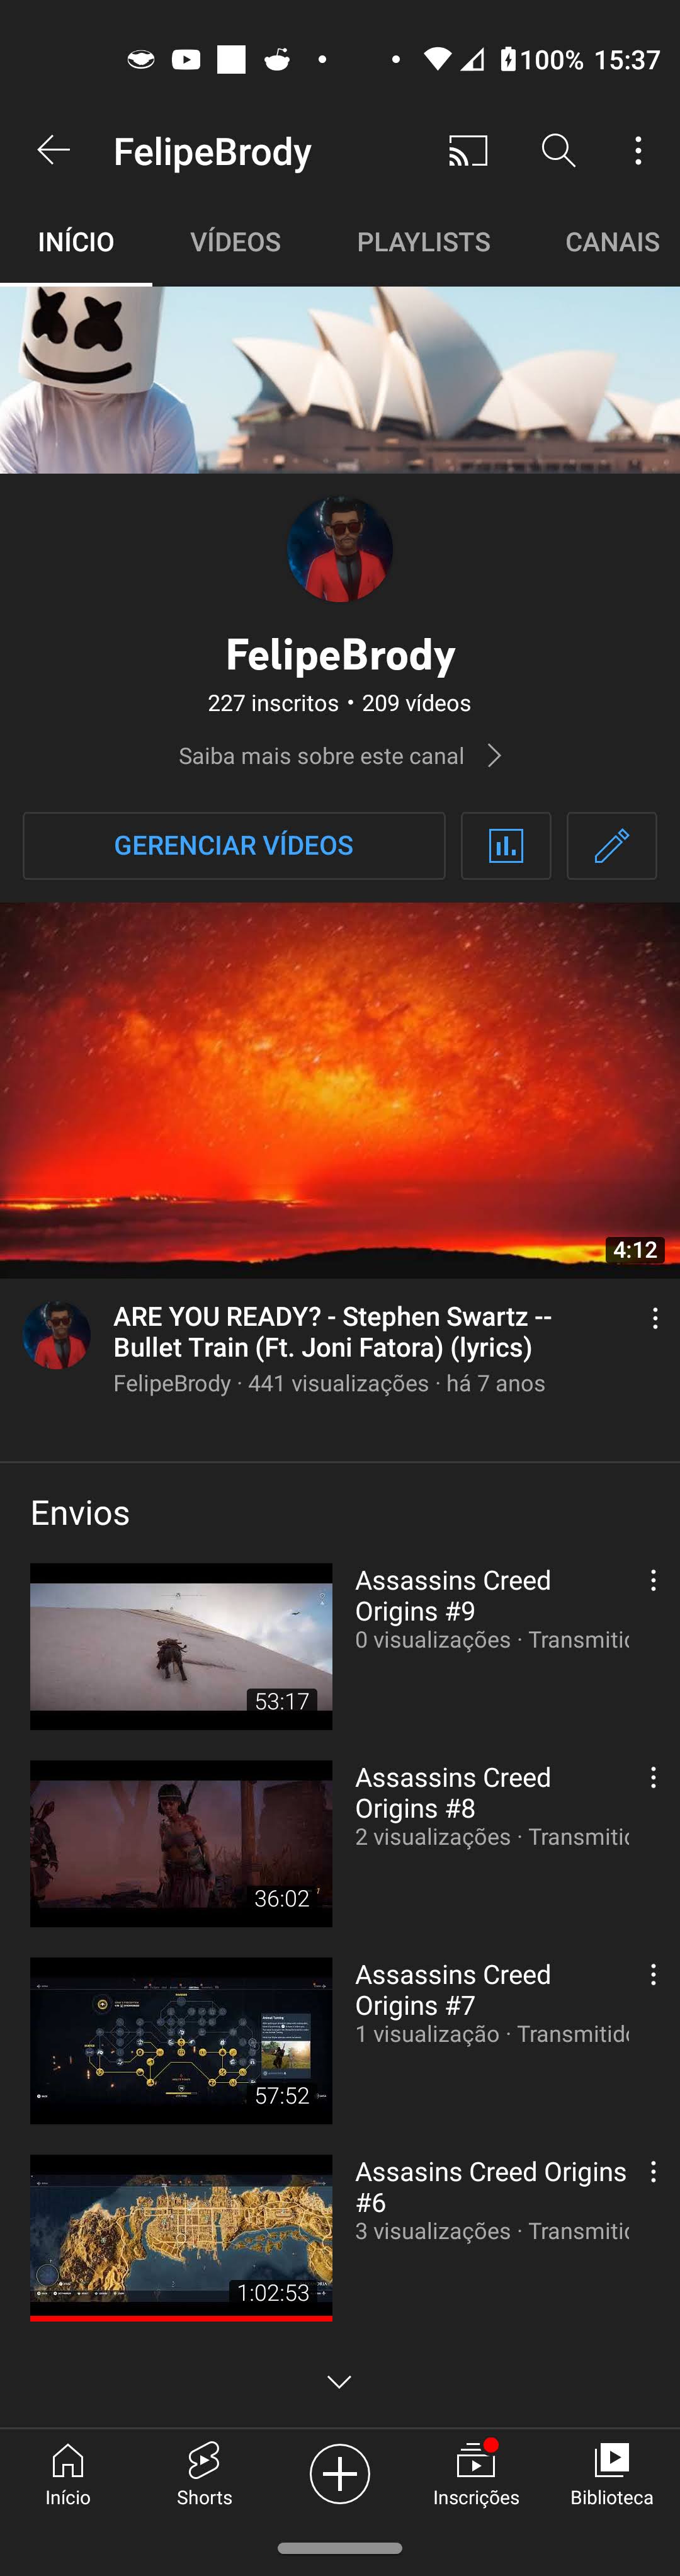 100% 15:37
FelipeBrody
INÍCIO VÍDEOS PLAYLISTS CANAIS
FelipeBrody
227 inscritos • 209 vídeos
Saiba mais sobre este canal
GERENCIAR VÍDEOS
4:12
ARE YOU READY? - Stephen Swartz --
Bullet Train (Ft. Joni Fatora) (lyrics)
FelipeBrody · 441 visualizações · há 7 anos
Envios
Assassins Creed
Origins #9
0 visualizações · Transmitid
53:17
Assassins Creed
Origins #8
2 visualizações · Transmitid
36:02
Assassins Creed
Origins #7
1 visualização · Transmitido
57:52
Assasins Creed Origins
#6
3 visualizações · Transmitid
1:02:53
Início Shorts Inscrições Biblioteca